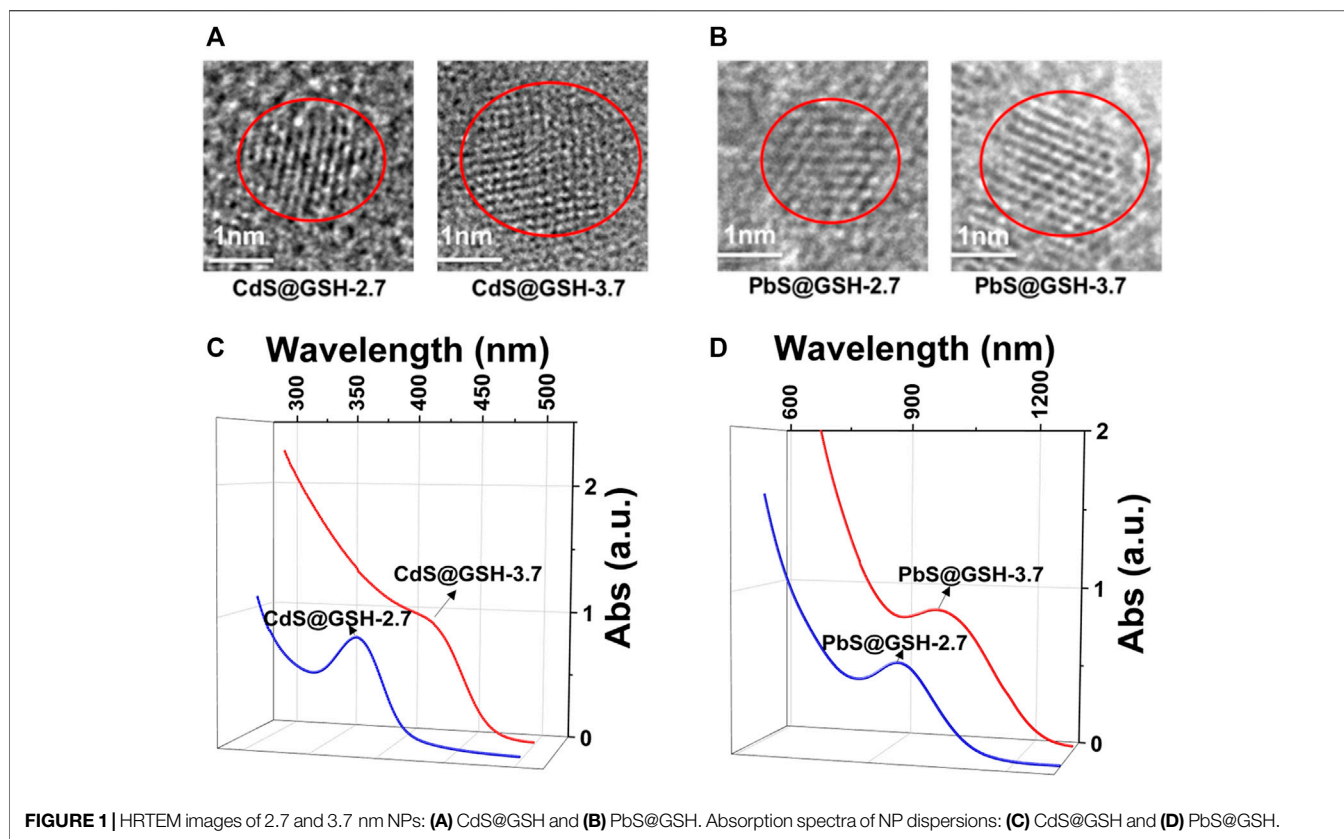 A
B
1nm
1nm
1nm
1nm
CdS@GSH-2.7
CdS@GSH-3.7
PbS@GSH-2.7
PbS@GSH-3.7
C
Wavelength (nm)
300
350
400
450
500
2
1
0
Abs (a.u.)
CdS@GSH-3.7
CdS@GSH-2.7
D
Wavelength (nm)
600
900
1200
2
1
0
Abs (a.u.)
PbS@GSH-3.7
PbS@GSH-2.7
FIGURE 1 | HRTEM images of 2.7 and 3.7 nm NPs: (A) CdS@GSH and (B) PbS@GSH. Absorption spectra of NP dispersions: (C) CdS@GSH and (D) PbS@GSH.